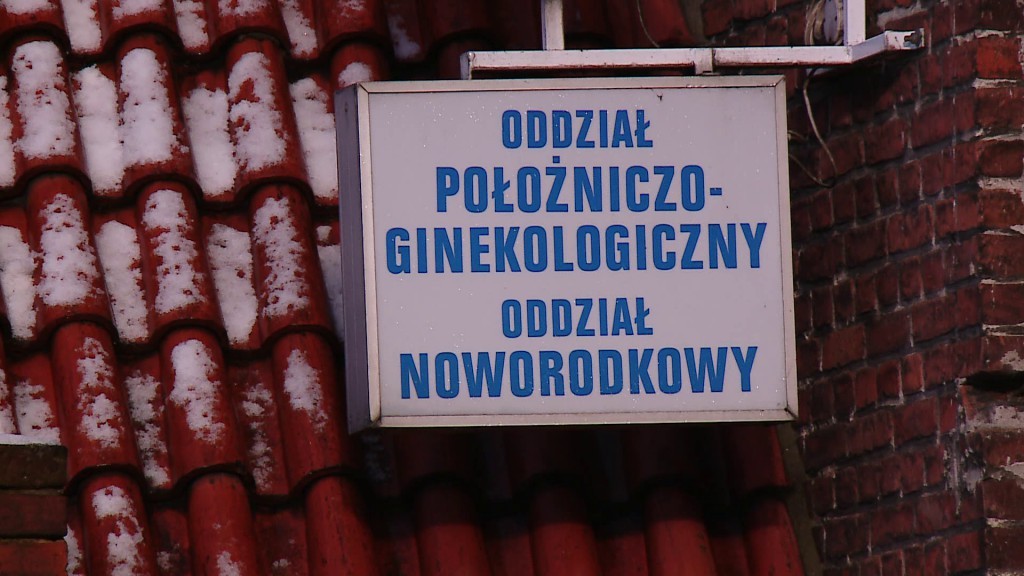 ODDZIAŁ
POŁOŻNICZO-
GINEKOLOGICZNY
ODDZIAŁ
NOWORODKOWY